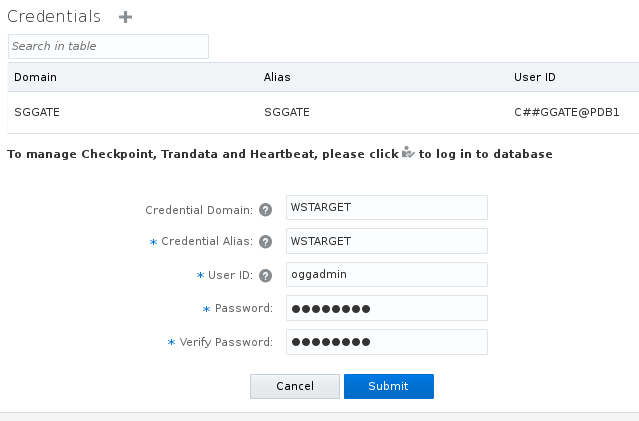 Credentials
Search in table
Domain Alias User ID
SGGATE SGGATE C##GGATE@PDB1
To manage Checkpoint, Trandata and Heartbeat, please click to log in to database
Credential Domain: ? WSTARGET
* Credential Alias: ? WSTARGET
* User ID: ? oggadmin
* Password: ●●●●●●●●
* Verify Password: ●●●●●●●●
Cancel Submit